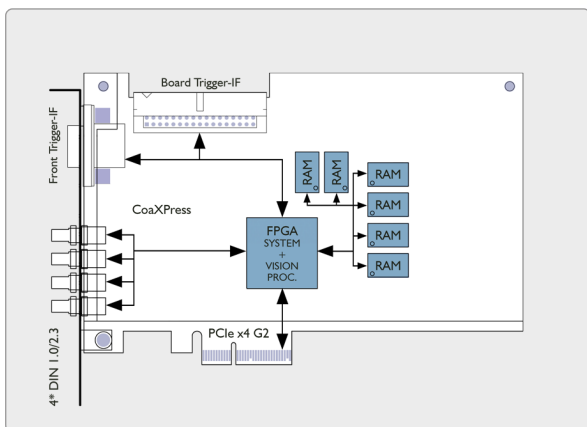 Board Trigger-IF
Front Trigger-IF
RAM
RAM
RAM
RAM
RAM
RAM
CoaXPress
FPGA
SYSTEM
+
VISION
PROC.
PCIe x4 G2
4* DIN 1.0/2.3